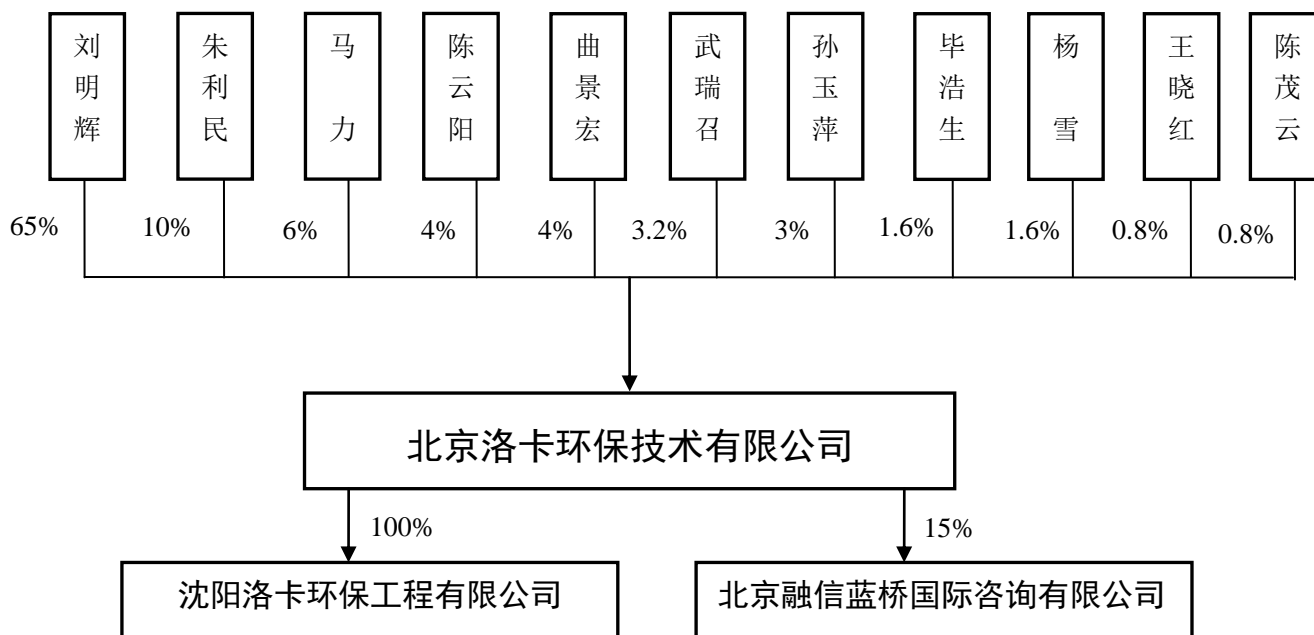 刘明辉
朱利民
马力
陈云阳
曲景宏
武瑞召
孙玉萍
毕浩生
杨雪
王晓红
陈茂云
65%
10%
6%
4%
4%
3.2%
3%
1.6%
1.6%
0.8%
0.8%
北京洛卡环保技术有限公司
100%
15%
沈阳洛卡环保工程有限公司
北京融信蓝桥国际咨询有限公司